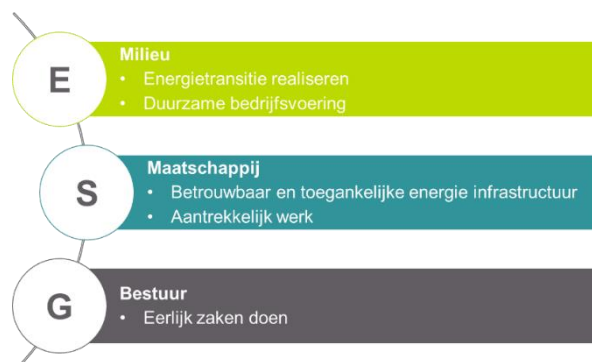 E
Milieu
• Energietransitie realiseren
• Duurzame bedrijfsvoering
S
Maatschappij
• Betrouwbaar en toegankelijke energie infrastructuur
• Aantrekkelijk werk
G
Bestuur
• Eerlijk zaken doen